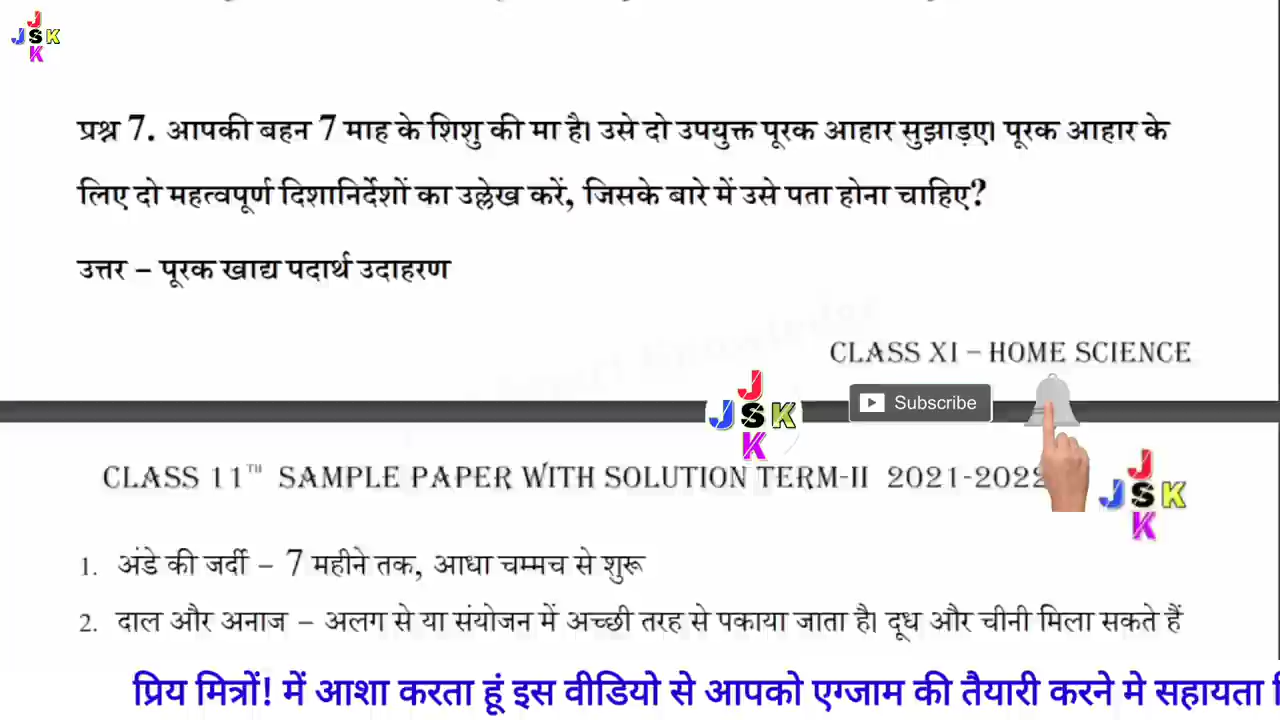 J
JSK
K
प्रश्न 7. आपकी बहन 7 माह के शिशु की मा है। उसे दो उपयुक्त पूरक आहार सुझाइए। पूरक आहार के
लिए दो महत्वपूर्ण दिशानिर्देशों का उल्लेख करें, जिसके बारे में उसे पता होना चाहिए?
उत्तर – पूरक खाद्य पदार्थ उदाहरण
CLASS XI – HOME SCIENCE
J
JSK
K
Subscribe
CLASS 11TH SAMPLE PAPER WITH SOLUTION TERM-II 2021-2022
J
JSK
K
1. अंडे की जर्दी – 7 महीने तक, आधा चम्मच से शुरू
2. दाल और अनाज – अलग से या संयोजन में अच्छी तरह से पकाया जाता है। दूध और चीनी मिला सकते हैं
प्रिय मित्रों! में आशा करता हूं इस वीडियो से आपको एग्जाम की तैयारी करने मे सहायता